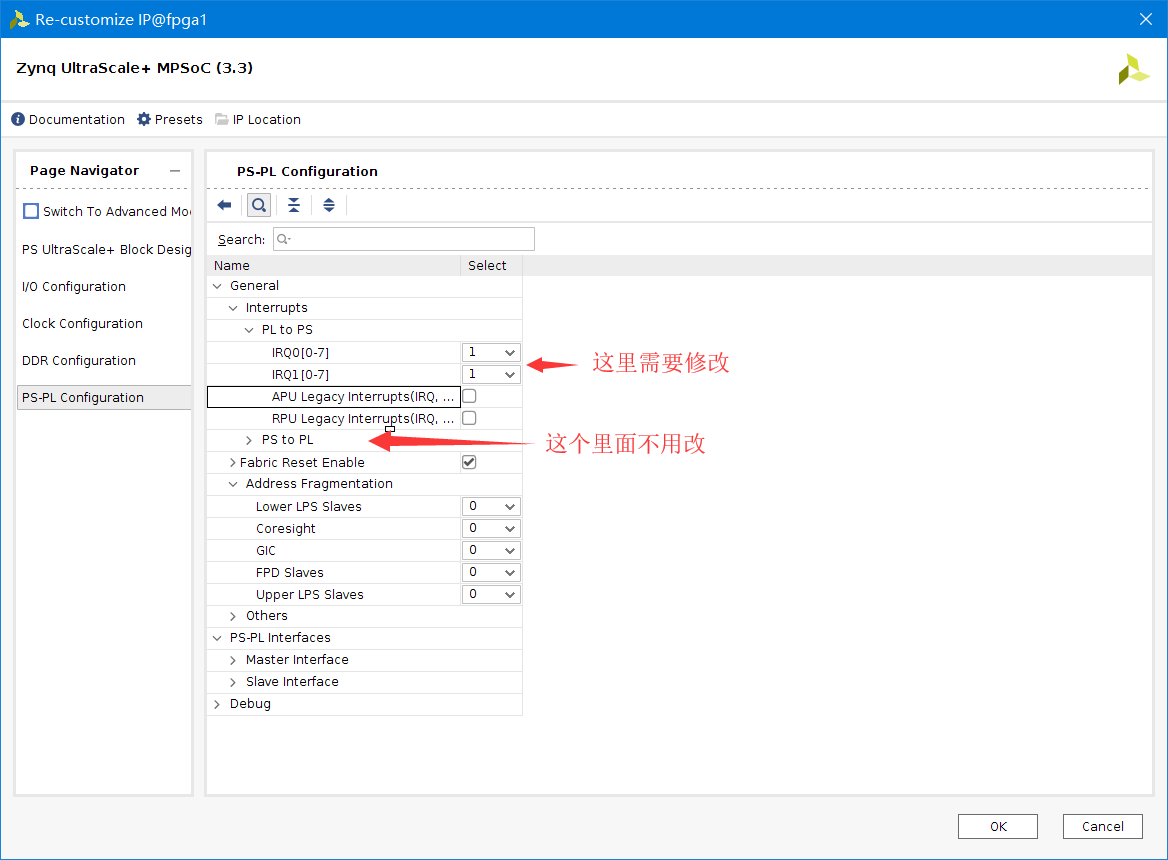 Re-customize IP@fpga1
Zynq UltraScale+ MPSoC (3.3)
Documentation Presets IP Location
Page Navigator
Switch To Advanced Mo
PS UltraScale+ Block Desig
I/O Configuration
Clock Configuration
DDR Configuration
PS-PL Configuration
PS-PL Configuration
Search:
Name Select
General
Interrupts
PL to PS
IRQ0[0-7] 1
IRQ1[0-7] 1
这里需要修改
APU Legacy Interrupts(IRQ, ...
RPU Legacy Interrupts(IRQ, ...
PS to PL
这个里面不用改
Fabric Reset Enable
Address Fragmentation
Lower LPS Slaves 0
Coresight 0
GIC 0
FPD Slaves 0
Upper LPS Slaves 0
Others
PS-PL Interfaces
Master Interface
Slave Interface
Debug
OK Cancel